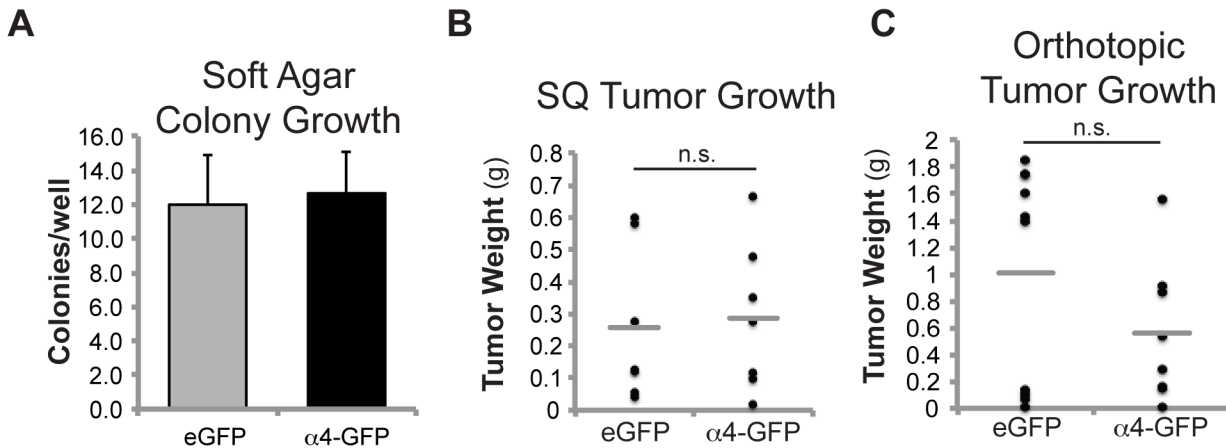 A
Soft Agar
Colony Growth
Colonies/well
16.0
14.0
12.0
10.0
8.0
6.0
4.0
2.0
0.0
eGFP
α4-GFP
B
SQ Tumor Growth
n.s.
Tumor Weight (g)
0.8
0.7
0.6
0.5
0.4
0.3
0.2
0.1
0
eGFP
α4-GFP
C
Orthotopic
Tumor Growth
n.s.
Tumor Weight (g)
2
1.8
1.6
1.4
1.2
1
0.8
0.6
0.4
0.2
0
eGFP
α4-GFP